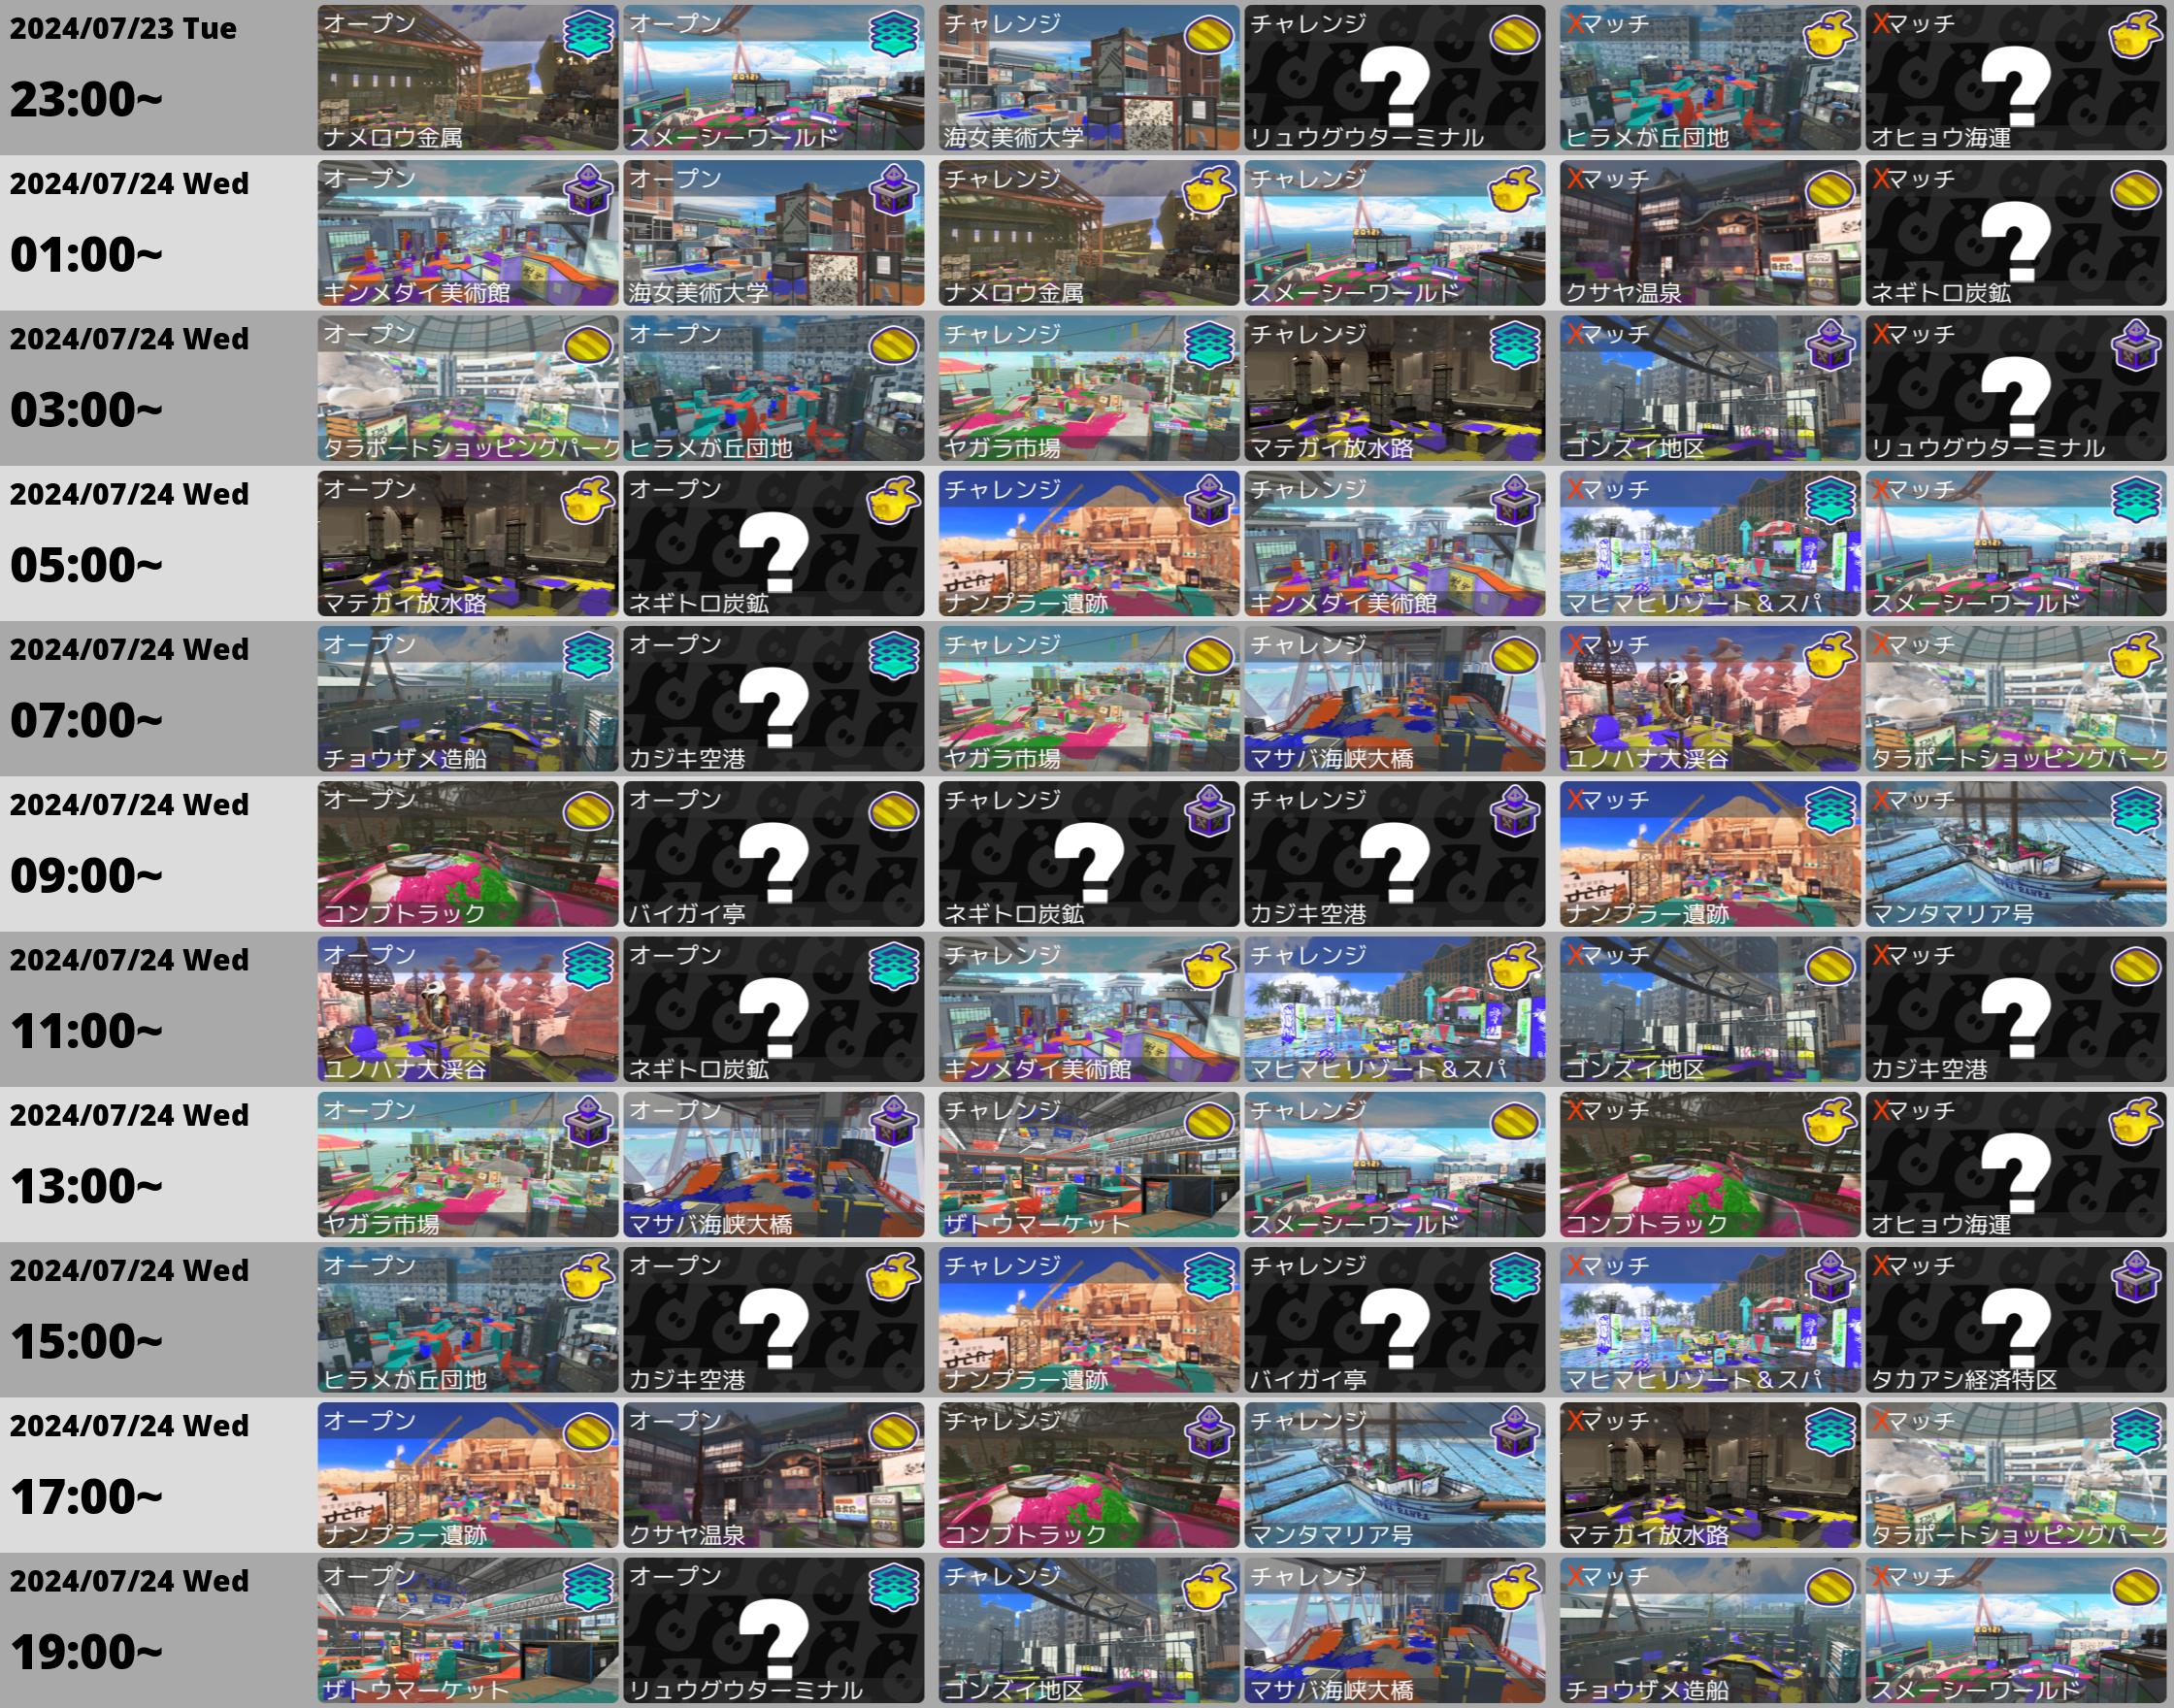 2024/07/23 Tue
23:00~
オープン
ナメロウ金属
オープン
スメーシーワールド
チャレンジ
海女美術大学
チャレンジ
リュウグウターミナル
Xマッチ
ヒラメが丘団地
Xマッチ
オヒョウ海運
2024/07/24 Wed
01:00~
オープン
キンメダイ美術館
オープン
海女美術大学
チャレンジ
ナメロウ金属
チャレンジ
スメーシーワールド
Xマッチ
クサヤ温泉
Xマッチ
ネギトロ炭鉱
2024/07/24 Wed
03:00~
オープン
タラポートショッピングパーク
オープン
ヒラメが丘団地
チャレンジ
ヤガラ市場
チャレンジ
マテガイ放水路
Xマッチ
ゴンズイ地区
Xマッチ
リュウグウターミナル
2024/07/24 Wed
05:00~
オープン
マテガイ放水路
オープン
ネギトロ炭鉱
チャレンジ
ナンプラー遺跡
チャレンジ
キンメダイ美術館
Xマッチ
マヒマヒリゾート＆スパ
Xマッチ
スメーシーワールド
2024/07/24 Wed
07:00~
オープン
チョウザメ造船
オープン
カジキ空港
チャレンジ
ヤガラ市場
チャレンジ
マサバ海峡大橋
Xマッチ
ユノハナ大渓谷
Xマッチ
タラポートショッピングパーク
2024/07/24 Wed
09:00~
オープン
コンブトラック
オープン
バイガイ亭
チャレンジ
ネギトロ炭鉱
チャレンジ
カジキ空港
Xマッチ
ナンプラー遺跡
Xマッチ
マンタマリア号
2024/07/24 Wed
11:00~
オープン
ユノハナ大渓谷
オープン
ネギトロ炭鉱
チャレンジ
キンメダイ美術館
チャレンジ
マヒマヒリゾート＆スパ
Xマッチ
ゴンズイ地区
Xマッチ
カジキ空港
2024/07/24 Wed
13:00~
オープン
ヤガラ市場
オープン
マサバ海峡大橋
チャレンジ
ザトウマーケット
チャレンジ
スメーシーワールド
Xマッチ
コンブトラック
Xマッチ
オヒョウ海運
2024/07/24 Wed
15:00~
オープン
ヒラメが丘団地
オープン
カジキ空港
チャレンジ
ナンプラー遺跡
チャレンジ
バイガイ亭
Xマッチ
マヒマヒリゾート＆スパ
Xマッチ
タカアシ経済特区
2024/07/24 Wed
17:00~
オープン
ナンプラー遺跡
オープン
クサヤ温泉
チャレンジ
コンブトラック
チャレンジ
マンタマリア号
Xマッチ
マテガイ放水路
Xマッチ
タラポートショッピングパーク
2024/07/24 Wed
19:00~
オープン
ザトウマーケット
オープン
リュウグウターミナル
チャレンジ
ゴンズイ地区
チャレンジ
マサバ海峡大橋
Xマッチ
チョウザメ造船
Xマッチ
スメーシーワールド